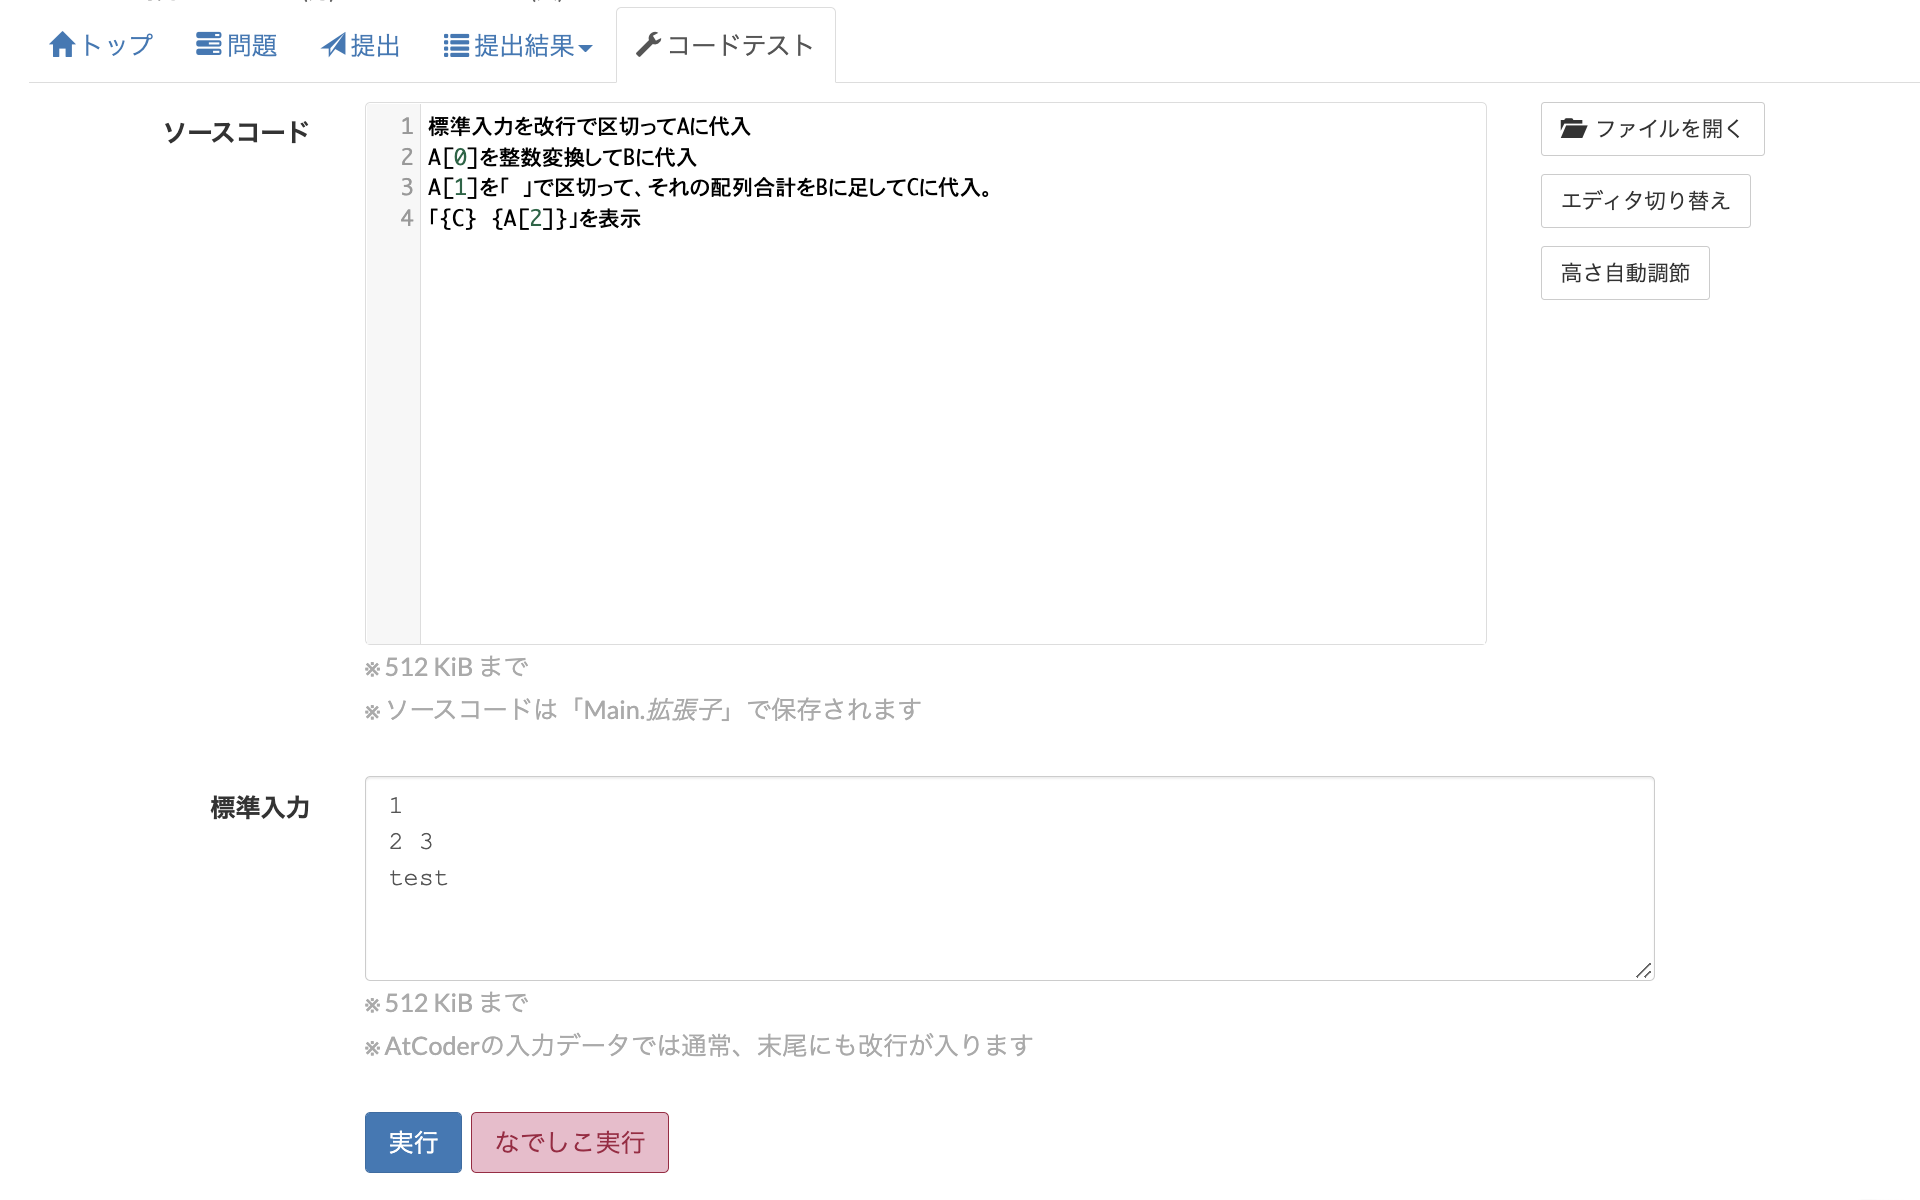 トップ 問題 提出 提出結果 コードテスト
ソースコード
1 標準入力を改行で区切ってAに代入
2 A[0]を整数変換してBに代入
3 A[1]を「 」で区切って、それの配列合計をBに足してCに代入。
4 「{C} {A[2]}」を表示
ファイルを開く
エディタ切り替え
高さ自動調節
※512 KiB まで
※ソースコードは「Main.拡張子」で保存されます
標準入力
1
2 3
test
※512 KiB まで
※AtCoderの入力データでは通常、末尾にも改行が入ります
実行 なでしこ実行